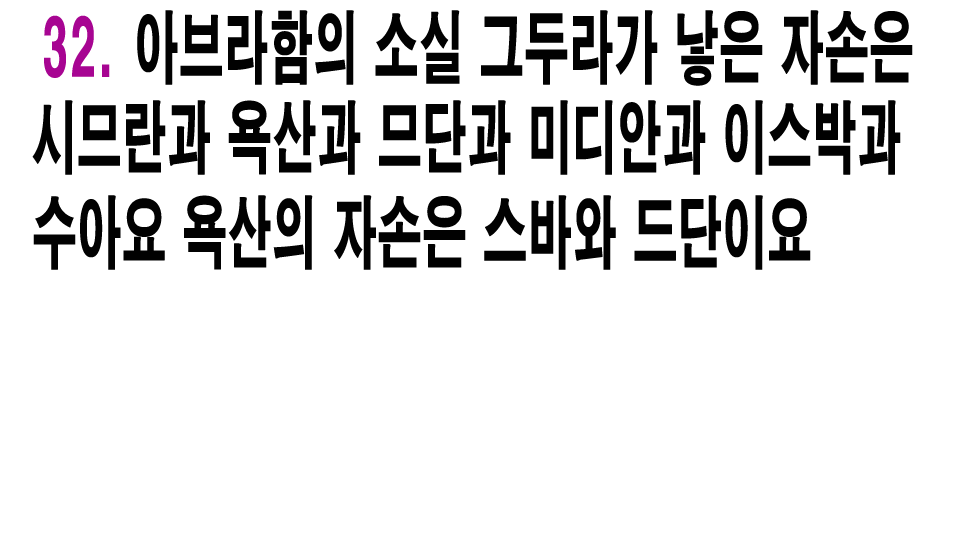 32. 아브라함의 소실 그두라가 낳은 자손은
시므란과 욕산과 므단과 미디안과 이스박과
수아요 욕산의 자손은 스바와 드단이요